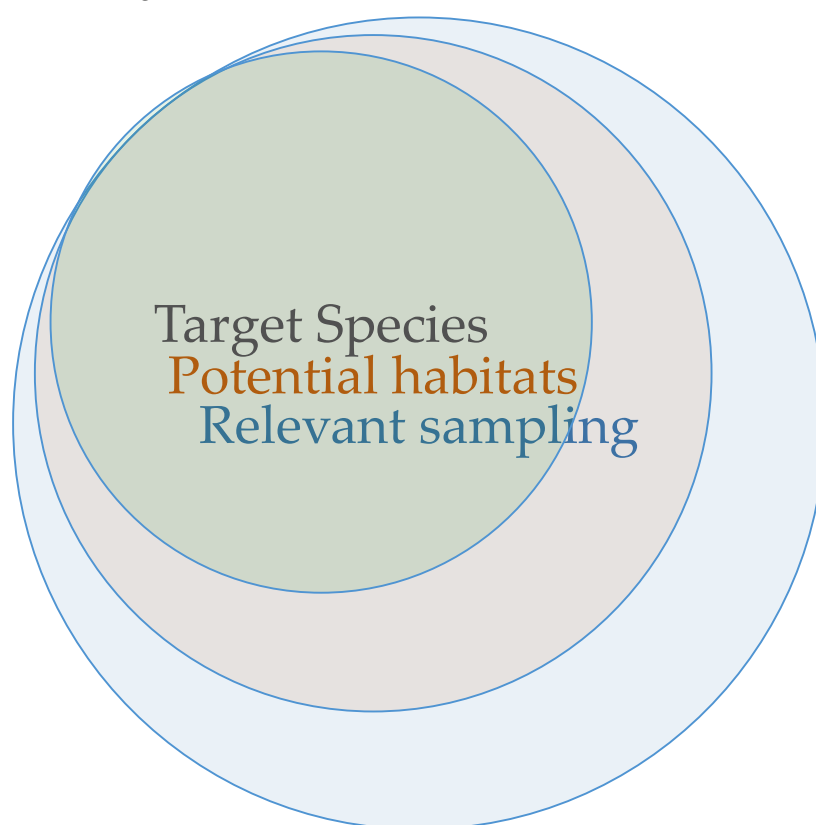 Target Species
Potential habitats
Relevant sampling